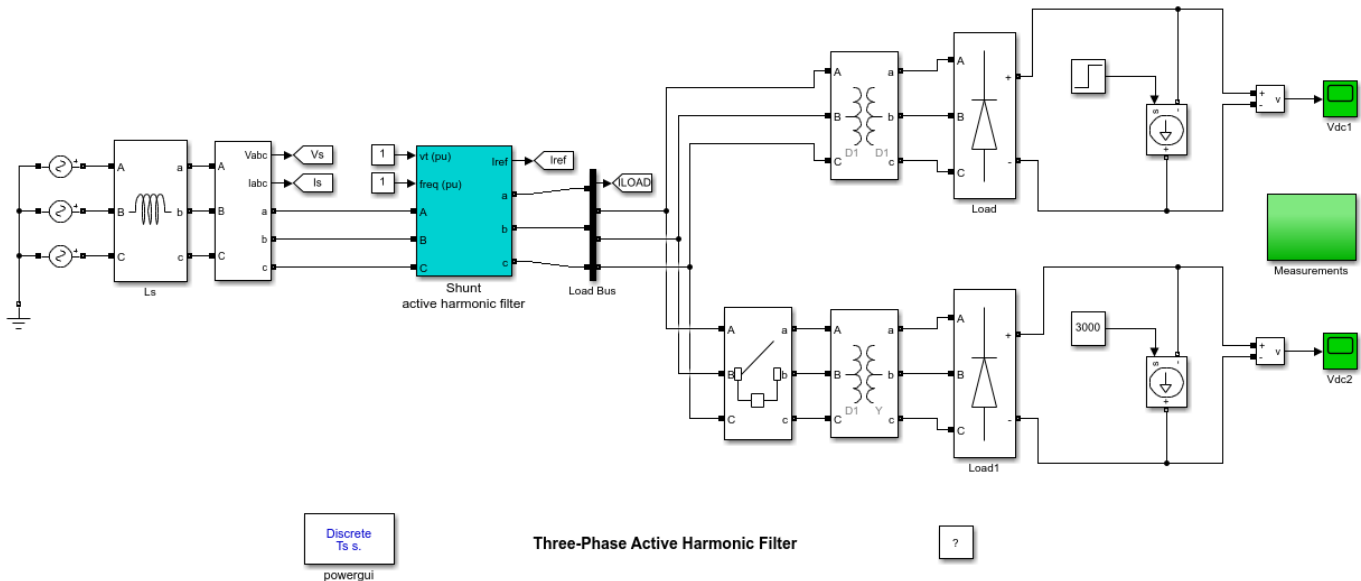 A
B
C
a
b
c
Ls
A
B
C
Vabc
Iabc
a
b
c
Vs
Is
1
1
vt (pu)
freq (pu)
A
B
C
Iref
a
b
c
Shunt
active harmonic filter
Iref
ILOAD
Load Bus
A
B
C
a
b
c
D1
D1
A
B
C
+
-
Load
s
-
+
+
-
v
Vdc1
Measurements
A
B
C
a
b
c
A
B
C
a
b
c
D1
Y
A
B
C
+
-
Load1
3000
s
-
+
+
-
v
Vdc2
Discrete
Ts s.
powergui
Three-Phase Active Harmonic Filter
?